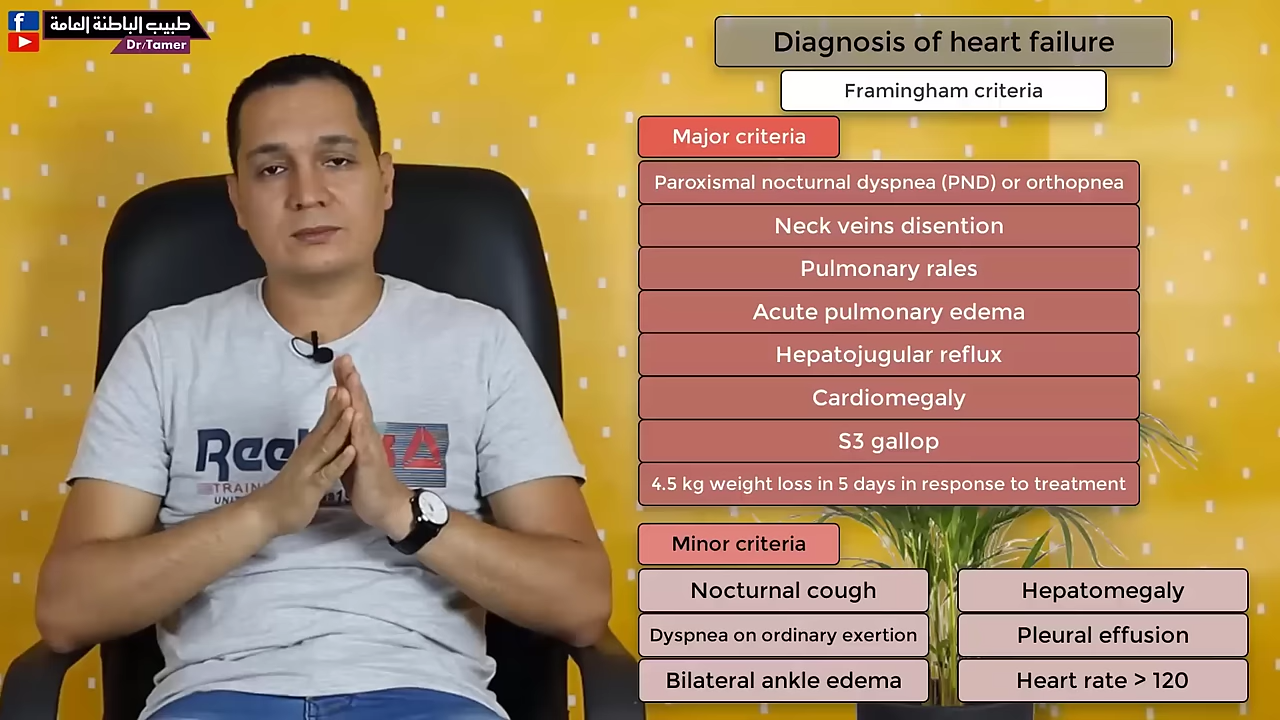 طبيب الباطنة العامة
Dr/Tamer
Diagnosis of heart failure
Framingham criteria
Major criteria
Paroxismal nocturnal dyspnea (PND) or orthopnea
Neck veins disention
Pulmonary rales
Acute pulmonary edema
Hepatojugular reflux
Cardiomegaly
S3 gallop
4.5 kg weight loss in 5 days in response to treatment
Minor criteria
Nocturnal cough
Hepatomegaly
Dyspnea on ordinary exertion
Pleural effusion
Bilateral ankle edema
Heart rate > 120